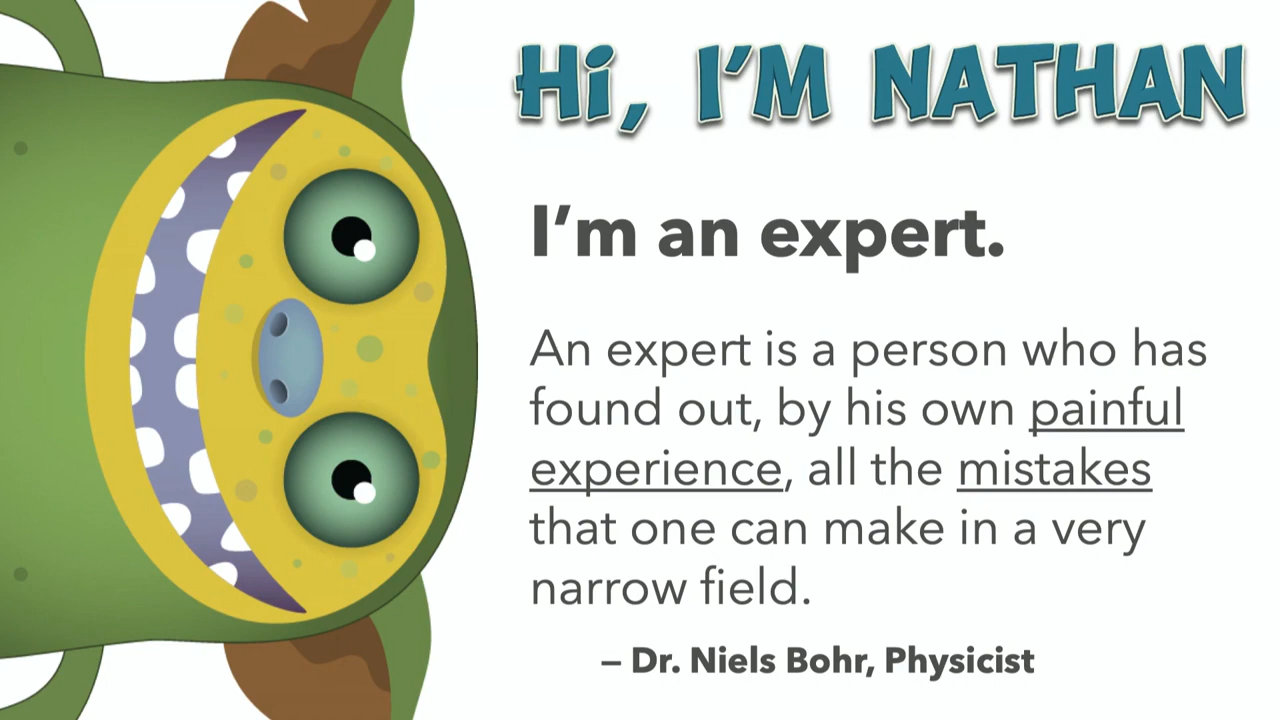 Hi, I'M NATHAN
I'm an expert.
An expert is a person who has
found out, by his own painful
experience, all the mistakes
that one can make in a very
narrow field.
– Dr. Niels Bohr, Physicist